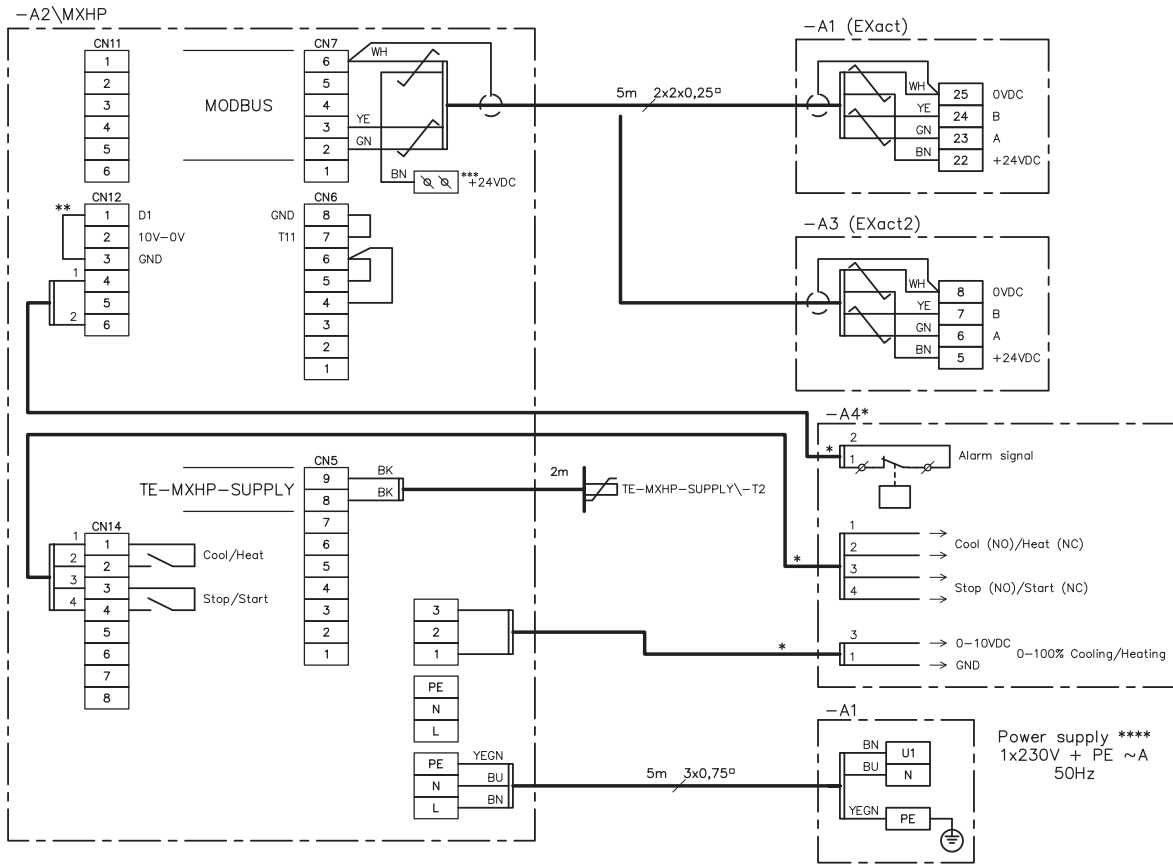 -A2\MXHP
CN11
1
2
3
4
5
6
MODBUS
CN7
6
5
4
3
2
1
WH
YE
GN
BN
*** +24VDC
CN12
**
1 D1
2 10V-0V
3 GND
4
5
6
1
2
CN6
GND 8
T11 7
6
5
4
3
2
1
5m 2x2x0,25¤
-A1 (EXact)
WH 25 0VDC
YE 24 B
GN 23 A
BN 22 +24VDC
-A3 (EXact2)
WH 8 0VDC
YE 7 B
GN 6 A
BN 5 +24VDC
TE-MXHP-SUPPLY
CN5
9 BK
8 BK
7
6
5
4
3
2
1
2m
TE-MXHP-SUPPLY\-T2
CN14
1 1
2 2
3 3
4 4
5
6
7
8
Cool/Heat
Stop/Start
3
2
1
PE
N
L
PE YEGN
N BU
L BN
5m 3x0,75¤
*
*
*
-A4*
2
1
Alarm signal
1
2
Cool (NO)/Heat (NC)
3
4
Stop (NO)/Start (NC)
3 0-10VDC
1 GND
0-100% Cooling/Heating
-A1
BN U1
BU N
YEGN PE
Power supply ****
1x230V + PE ~A
50Hz